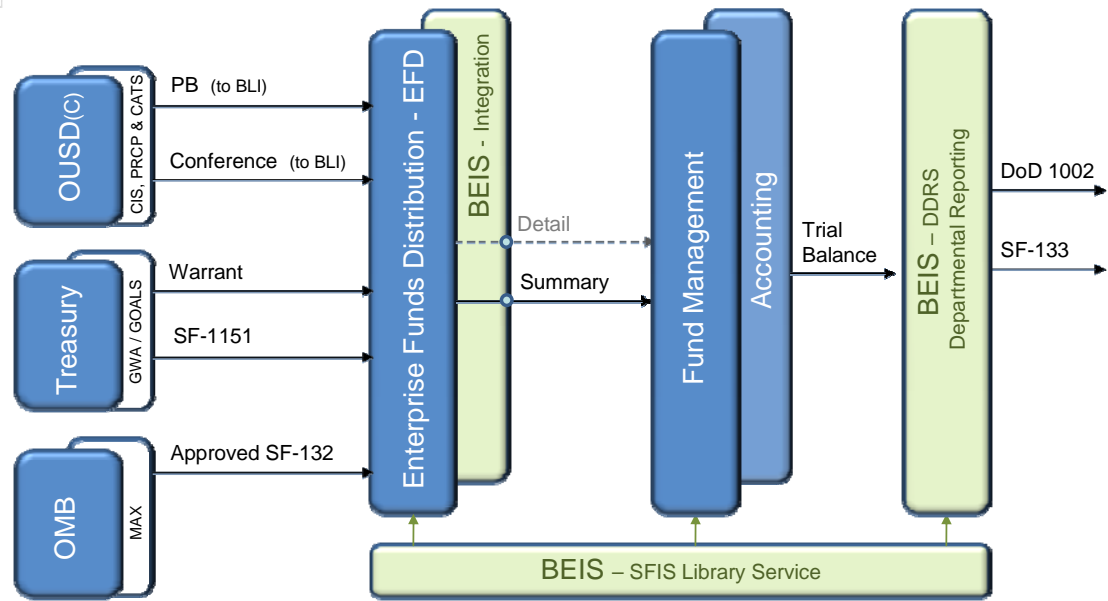 OUSD(C)
CIS, PRCP & CATS
PB (to BLI)
Conference (to BLI)
Treasury
GWA / GOALS
Warrant
SF-1151
OMB
MAX
Approved SF-132
Enterprise Funds Distribution - EFD
BEIS - Integration
Detail
Summary
Fund Management
Accounting
Trial
Balance
BEIS – DDRS
Departmental Reporting
DoD 1002
SF-133
BEIS – SFIS Library Service